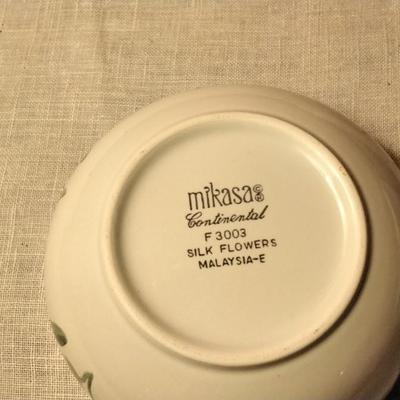 mikasa ©®
Continental
F 3003
SILK FLOWERS
MALAYSIA-E